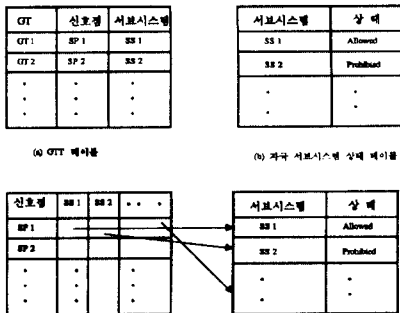 GT 신호점 서브시스템
GT 1 SP 1 SS 1
GT 2 SP 2 SS 2
(a) GTT 테이블
서브시스템 상 태
SS 1 Allowed
SS 2 Prohibied
(b) 자국 서브시스템 상태 테이블
신호점 SS 1 SS 2
SP 1
SP 2
서브시스템 상 태
SS 1 Allowed
SS 2 Prohibied